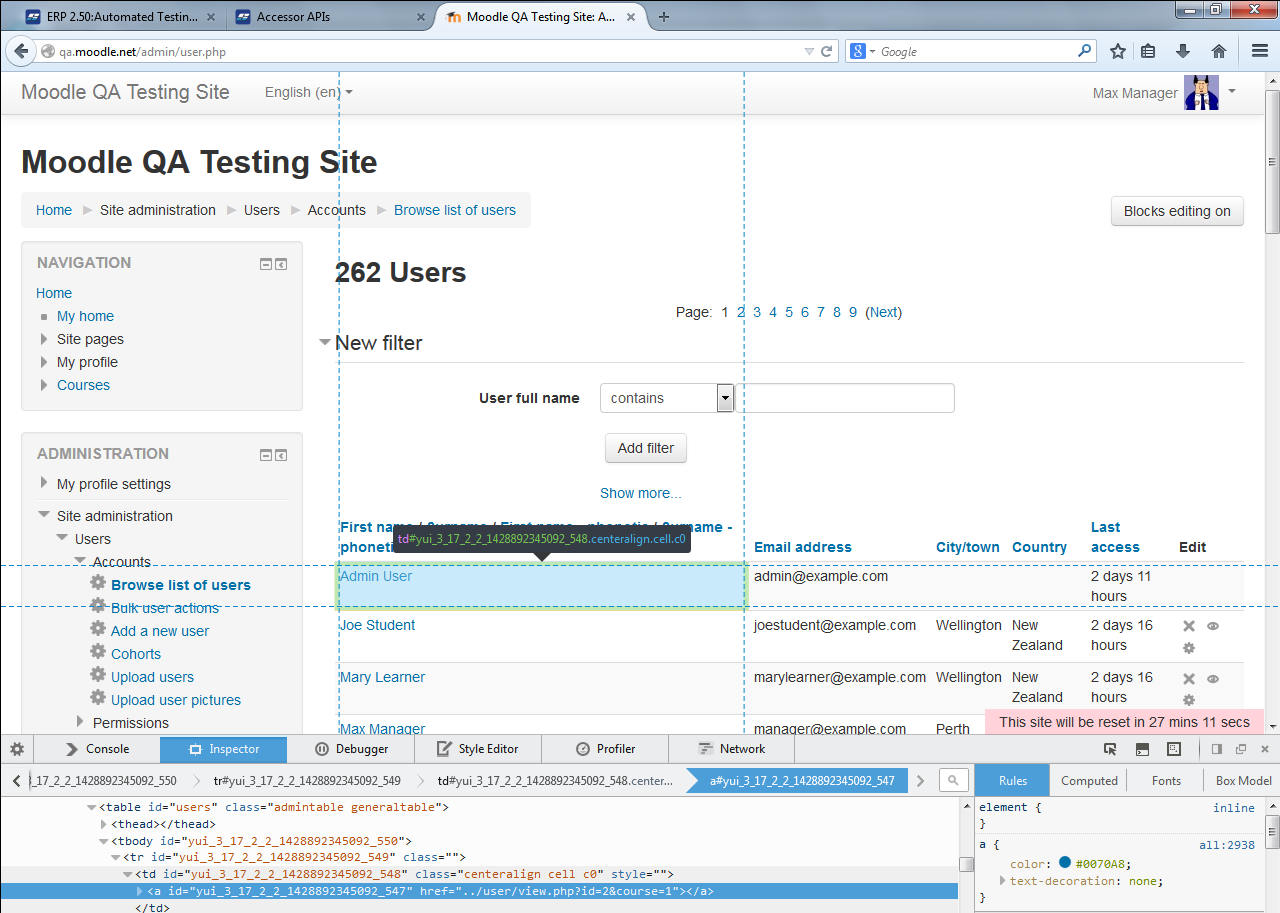 ERP 2.50:Automated Testin...
Accessor APIs
Moodle QA Testing Site: A...
qa.moodle.net/admin/user.php
Google
Moodle QA Testing Site
English (en)
Max Manager
Moodle QA Testing Site
Home Site administration Users Accounts Browse list of users
Blocks editing on
NAVIGATION
Home
My home
Site pages
My profile
Courses
ADMINISTRATION
My profile settings
Site administration
Users
Accounts
Browse list of users
Bulk user actions
Add a new user
Cohorts
Upload users
Upload user pictures
Permissions
262 Users
Page: 1 2 3 4 5 6 7 8 9 (Next)
New filter
User full name contains
Add filter
Show more...
First name / Surname / First name - phonetic / Surname -
td#yui_3_17_2_2_1428892345092_548.centeralign.cell.c0
Email address City/town Country Last access Edit
Admin User admin@example.com 2 days 11 hours
Joe Student joestudent@example.com Wellington New Zealand 2 days 16 hours
Mary Learner marylearner@example.com Wellington New Zealand 2 days 16 hours
Max Manager manager@example.com Perth
This site will be reset in 27 mins 11 secs
Console Inspector Debugger Style Editor Profiler Network
_17_2_2_1428892345092_550 tr#yui_3_17_2_2_1428892345092_549 td#yui_3_17_2_2_1428892345092_548.center... a#yui_3_17_2_2_1428892345092_547
Rules Computed Fonts Box Model
<table id="users" class="admintable generaltable">
<thead></thead>
<tbody id="yui_3_17_2_2_1428892345092_550">
<tr id="yui_3_17_2_2_1428892345092_549" class="">
<td id="yui_3_17_2_2_1428892345092_548" class="centeralign cell c0" style="">
<a id="yui_3_17_2_2_1428892345092_547" href="../user/view.php?id=2&course=1"></a>
</td>
element { inline
}
a { all:2938
color: #0070A8;
text-decoration: none;
}